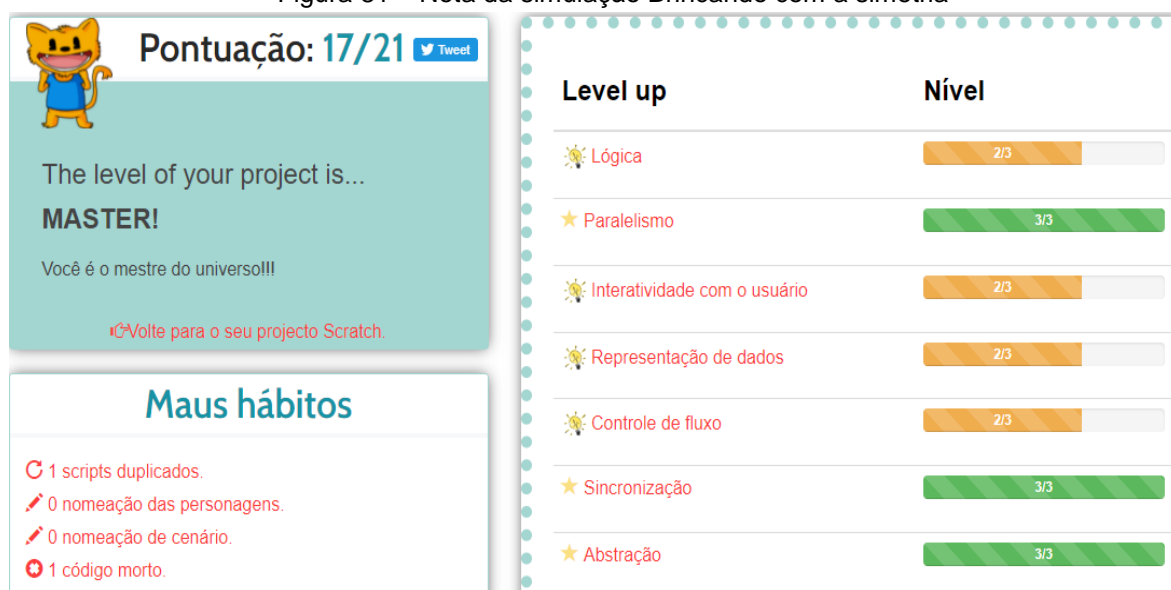 Pontuação: 17/21 Tweet
The level of your project is...
MASTER!
Você é o mestre do universo!!!
Volte para o seu projecto Scratch.
Maus hábitos
1 scripts duplicados.
0 nomeação das personagens.
0 nomeação de cenário.
1 código morto.
Level up Nível
Lógica 2/3
Paralelismo 3/3
Interatividade com o usuário 2/3
Representação de dados 2/3
Controle de fluxo 2/3
Sincronização 3/3
Abstração 3/3